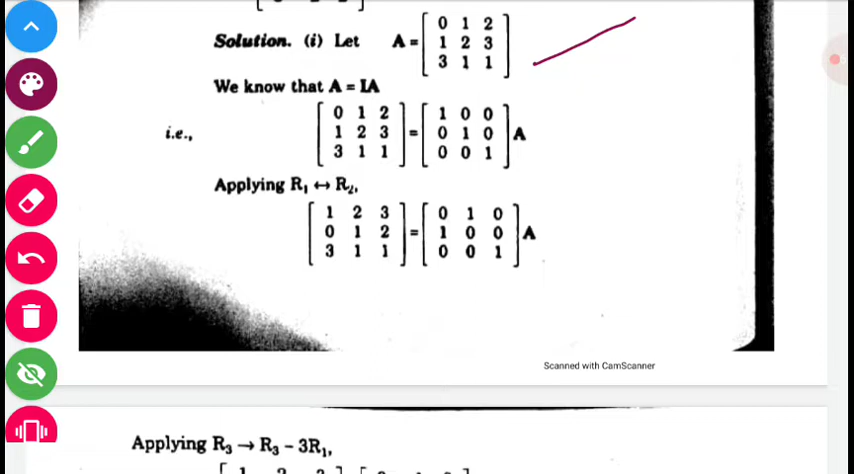 Solution. (i) Let A = [ 0 1 2
1 2 3
3 1 1 ]
We know that A = IA
i.e., [ 0 1 2
1 2 3
3 1 1 ] = [ 1 0 0
0 1 0
0 0 1 ] A
Applying R₁ ↔ R₂,
[ 1 2 3
0 1 2
3 1 1 ] = [ 0 1 0
1 0 0
0 0 1 ] A
Scanned with CamScanner
Applying R₃ → R₃ – 3R₁,